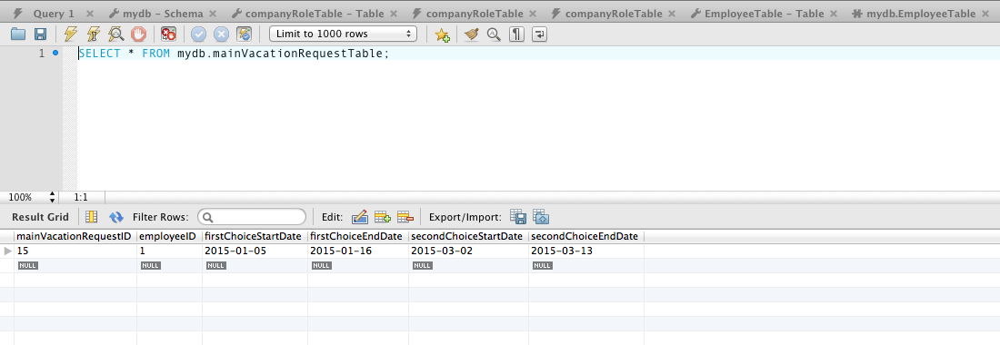 Query 1 mydb - Schema companyRoleTable - Table companyRoleTable companyRoleTable EmployeeTable - Table mydb.EmployeeTable
Limit to 1000 rows
1 SELECT * FROM mydb.mainVacationRequestTable;
100% 1:1
Result Grid Filter Rows: Edit: Export/Import:
mainVacationRequestID employeeID firstChoiceStartDate firstChoiceEndDate secondChoiceStartDate secondChoiceEndDate
15 1 2015-01-05 2015-01-16 2015-03-02 2015-03-13
NULL NULL NULL NULL NULL NULL